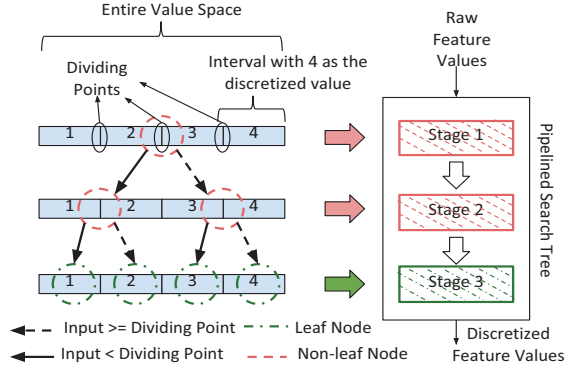 Entire Value Space
Dividing
Points
Interval with 4 as the
discretized value
1 2 3 4
1 2 3 4
1 2 3 4
Input >= Dividing Point
Leaf Node
Input < Dividing Point
Non-leaf Node
Raw
Feature
Values
Stage 1
Stage 2
Stage 3
Pipelined Search Tree
Discretized
Feature Values